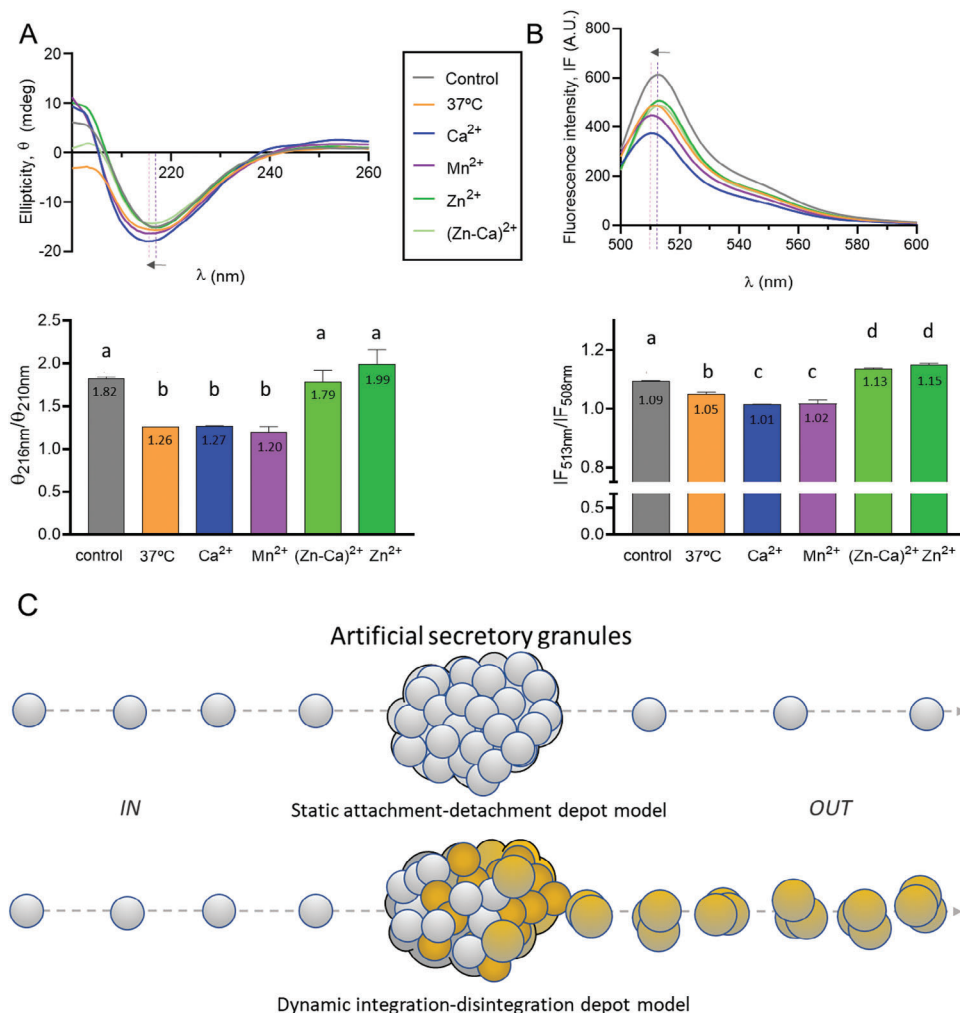 A
Ellipticity, θ (mdeg)
20
10
0
-10
-20
220
240
260
λ (nm)
Control
37ºC
Ca²⁺
Mn²⁺
Zn²⁺
(Zn-Ca)²⁺
B
Fluorescence intensity, IF (A.U.)
800
600
400
200
0
500
520
540
560
580
600
λ (nm)
θ216nm/θ210nm
2.5
2.0
1.5
1.0
0.5
0.0
a
b
b
b
a
a
1.82
1.26
1.27
1.20
1.79
1.99
control
37ºC
Ca²⁺
Mn²⁺
(Zn-Ca)²⁺
Zn²⁺
IF513nm/IF508nm
1.2
1.0
0.8
0.5
0.0
a
b
c
c
d
d
1.09
1.05
1.01
1.02
1.13
1.15
control
37ºC
Ca²⁺
Mn²⁺
(Zn-Ca)²⁺
Zn²⁺
C
Artificial secretory granules
IN
Static attachment-detachment depot model
OUT
Dynamic integration-disintegration depot model